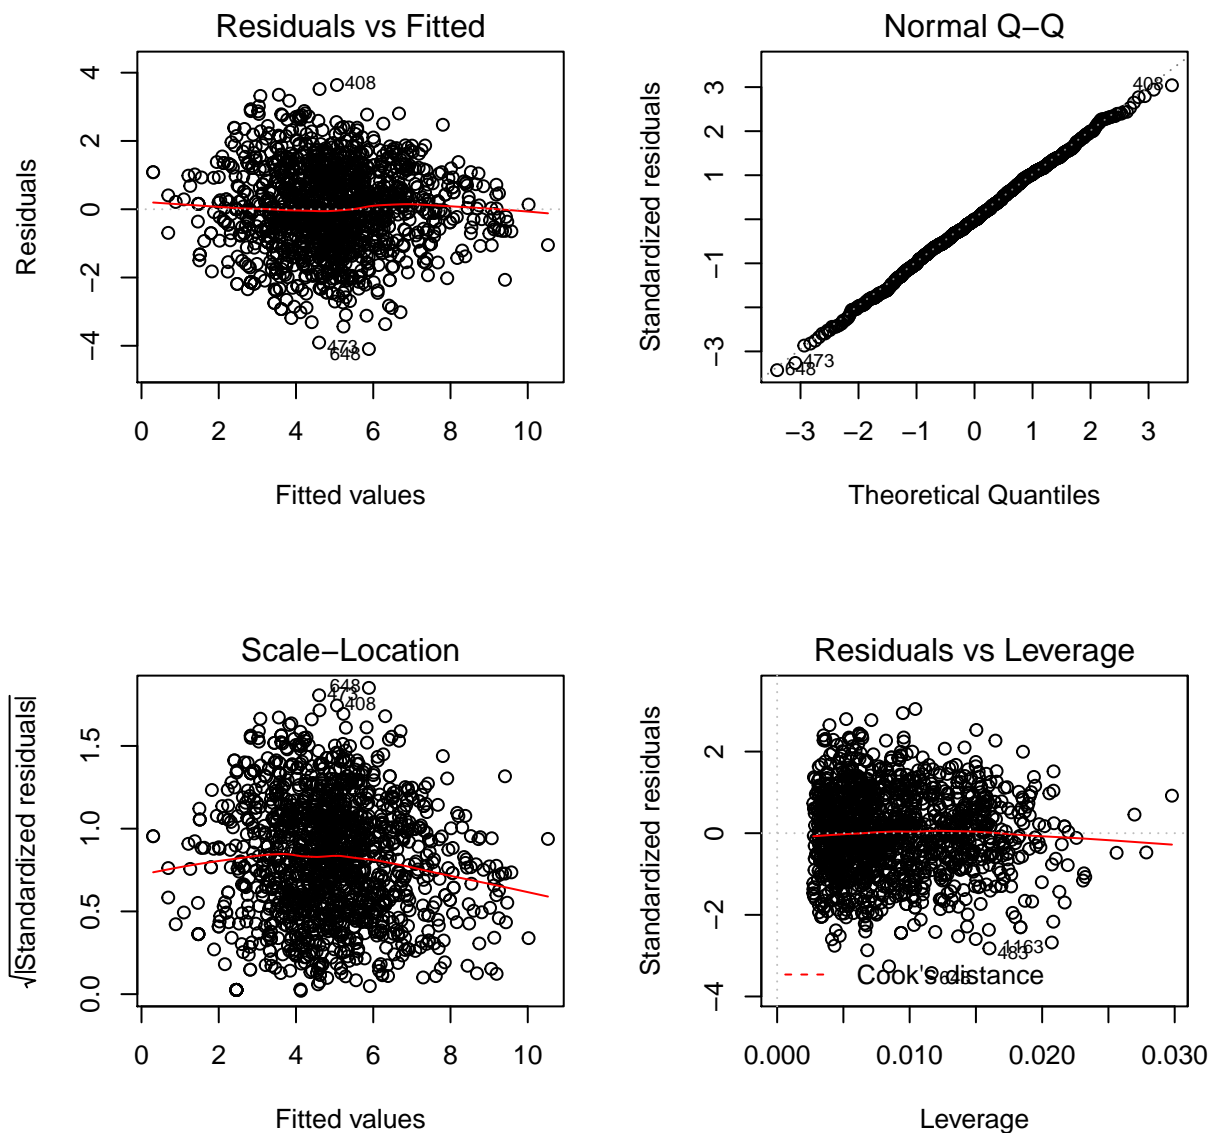 Residuals vs Fitted
Residuals
4
2
0
−2
−4
408
473
648
0 2 4 6 8 10
Fitted values
Normal Q−Q
Standardized residuals
3
2
1
−1
−3
408
473
648
−3 −2 −1 0 1 2 3
Theoretical Quantiles
Scale−Location
√|Standardized residuals|
1.5
1.0
0.5
0.0
648
473
408
0 2 4 6 8 10
Fitted values
Residuals vs Leverage
Standardized residuals
2
0
−2
−4
1163
483
Cook's distance
0.000 0.010 0.020 0.030
Leverage